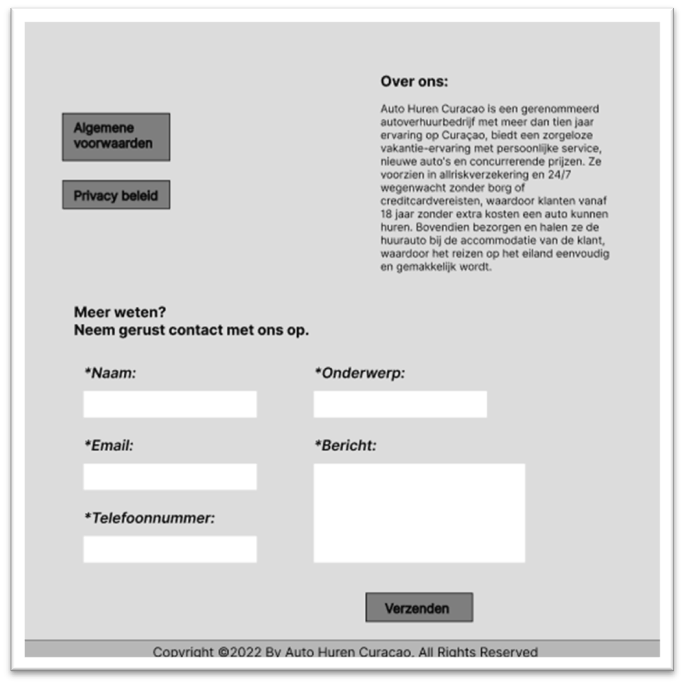 Algemene
voorwaarden
Privacy beleid
Over ons:
Auto Huren Curacao is een gerenommeerd
autoverhuurbedrijf met meer dan tien jaar
ervaring op Curaçao, biedt een zorgeloze
vakantie-ervaring met persoonlijke service,
nieuwe auto's en concurrerende prijzen. Ze
voorzien in allriskverzekering en 24/7
wegenwacht zonder borg of
creditcardvereisten, waardoor klanten vanaf
18 jaar zonder extra kosten een auto kunnen
huren. Bovendien bezorgen en halen ze de
huurauto bij de accommodatie van de klant,
waardoor het reizen op het eiland eenvoudig
en gemakkelijk wordt.
Meer weten?
Neem gerust contact met ons op.
*Naam:
*Onderwerp:
*Email:
*Bericht:
*Telefoonnummer:
Verzenden
Copyright ©2022 By Auto Huren Curacao. All Rights Reserved